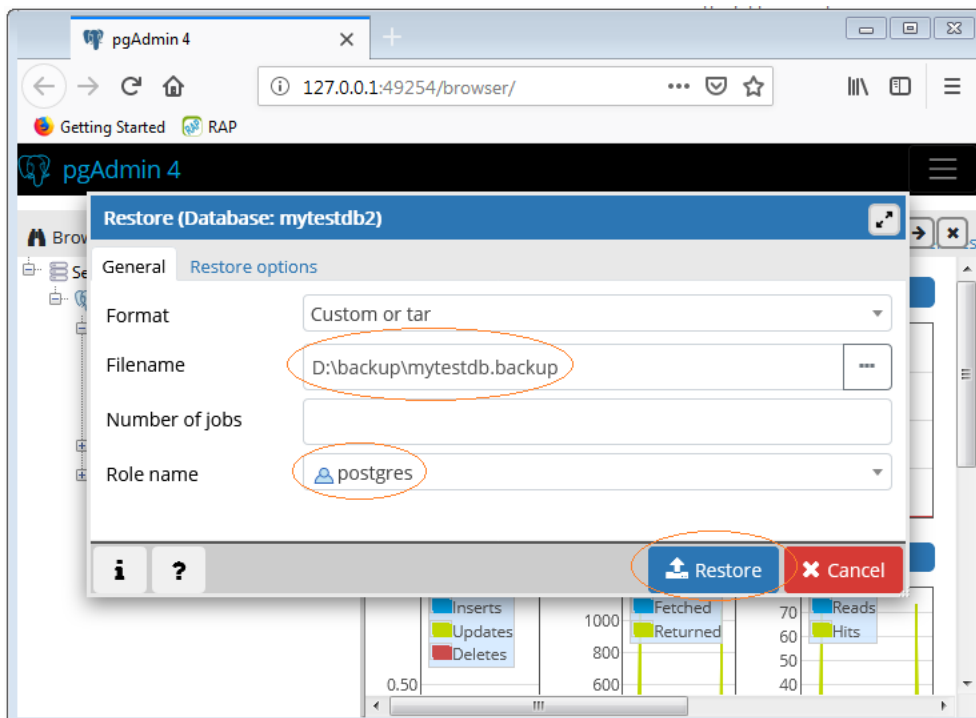 pgAdmin 4
127.0.0.1:49254/browser/
Getting Started RAP
pgAdmin 4
Brow
Restore (Database: mytestdb2)
Se
General Restore options
Format Custom or tar
Filename D:\backup\mytestdb.backup
Number of jobs
Role name postgres
i ? Restore Cancel
Inserts
Updates
Deletes
0.50
1000
800
600
Fetched
Returned
70
60
50
40
Reads
Hits